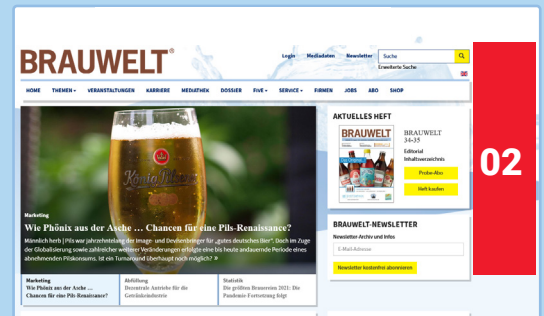 BRAUWELT®
Login Mediadaten Newsletter Suche
Erweiterte Suche
HOME THEMEN VERANSTALTUNGEN KARRIERE MEDIATHEK DOSSIER FIVE SERVICE FIRMEN JOBS ABO SHOP
König Pilsener
Marketing
Wie Phönix aus der Asche … Chancen für eine Pils-Renaissance?
Männlich herb | Pils war jahrzehntelang der Image- und Devisenbringer für „gutes deutsches Bier“. Doch im Zuge
der Globalisierung sowie zahlreicher weiterer Veränderungen erfolgte eine bis heute andauernde Periode eines
abnehmenden Pilskonsums. Ist ein Turnaround überhaupt noch möglich? »
Marketing
Wie Phönix aus der Asche …
Chancen für eine Pils-Renaissance?
Abfüllung
Dezentrale Antriebe für die
Getränkeindustrie
Statistik
Die größten Brauereien 2021: Die
Pandemie-Fortsetzung folgt
AKTUELLES HEFT
BRAUWELT
BRAUWELT
34-35
Editorial
Inhaltsverzeichnis
Probe-Abo
Heft kaufen
BRAUWELT-NEWSLETTER
Newsletter-Archiv und Infos
E-Mail-Adresse
Newsletter kostenfrei abonnieren
02